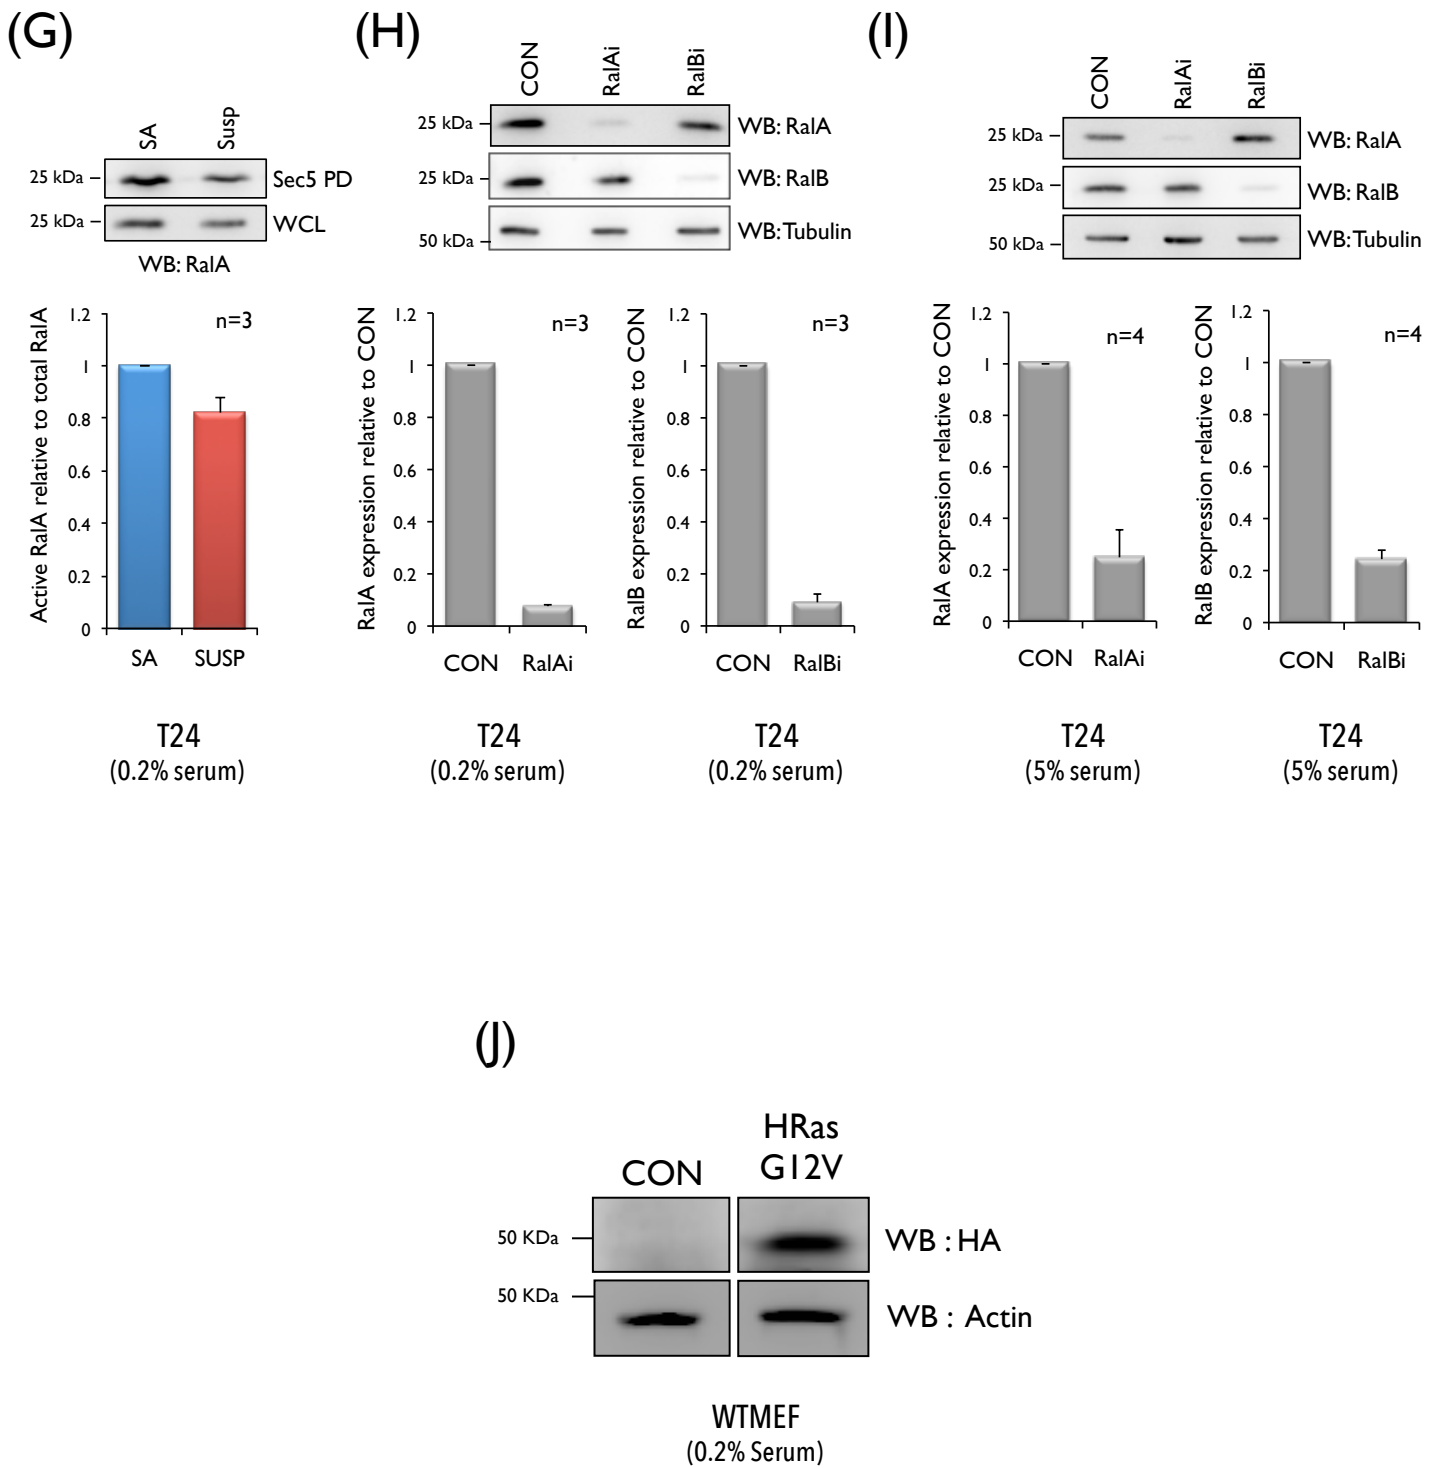 (G)
SA
Susp
25 kDa
Sec5 PD
25 kDa
WCL
WB: RalA
Active RalA relative to total RalA
1.2
1
0.8
0.6
0.4
0.2
0
n=3
SA
SUSP
T24
(0.2% serum)
(H)
CON
RalAi
RalBi
25 kDa
WB: RalA
25 kDa
WB: RalB
50 kDa
WB: Tubulin
RalA expression relative to CON
1.2
1
0.8
0.6
0.4
0.2
0
n=3
CON
RalAi
T24
(0.2% serum)
RalB expression relative to CON
1.2
1
0.8
0.6
0.4
0.2
0
n=3
CON
RalBi
T24
(0.2% serum)
(I)
CON
RalAi
RalBi
25 kDa
WB: RalA
25 kDa
WB: RalB
50 kDa
WB: Tubulin
RalA expression relative to CON
1.2
1
0.8
0.6
0.4
0.2
0
n=4
CON
RalAi
T24
(5% serum)
RalB expression relative to CON
1.2
1
0.8
0.6
0.4
0.2
0
n=4
CON
RalBi
T24
(5% serum)
(J)
CON
HRas
G12V
50 KDa
WB : HA
50 KDa
WB : Actin
WTMEF
(0.2% Serum)